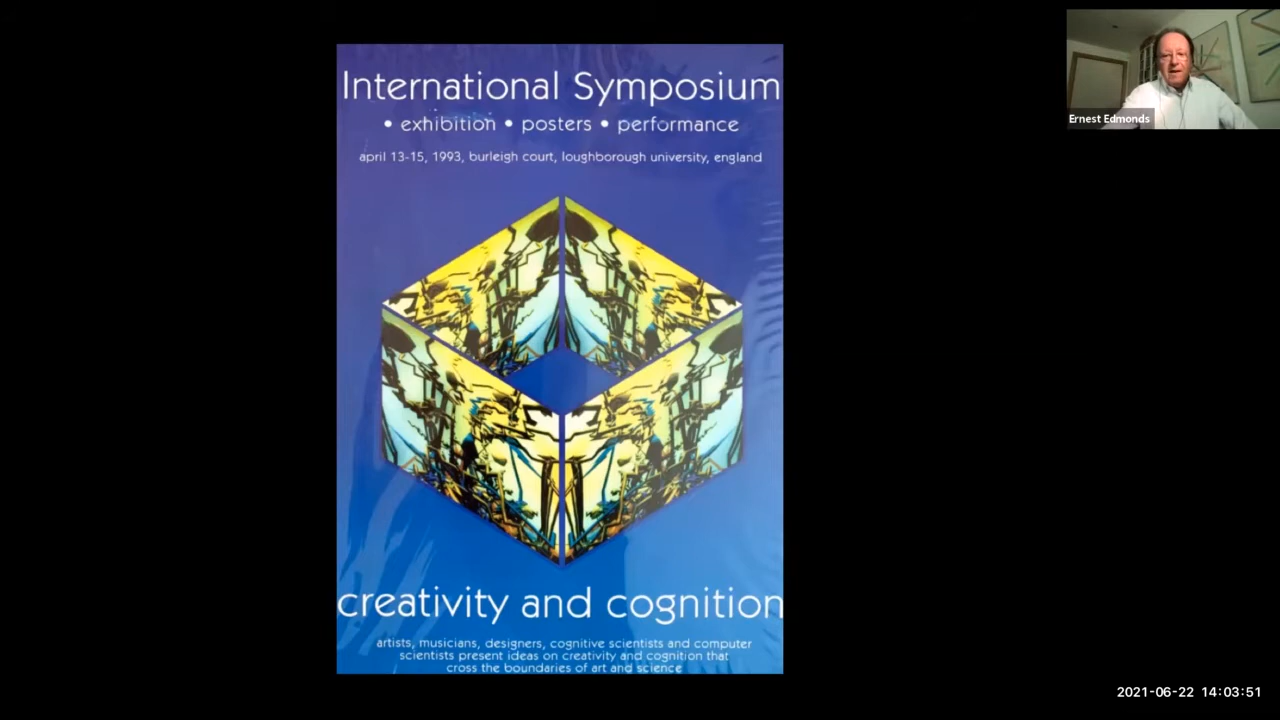 International Symposium
• exhibition • posters • performance
april 13-15, 1993, burleigh court, loughborough university, england
creativity and cognition
artists, musicians, designers, cognitive scientists and computer
scientists present ideas on creativity and cognition that
cross the boundaries of art and science
Ernest Edmonds
2021-06-22 14:03:51